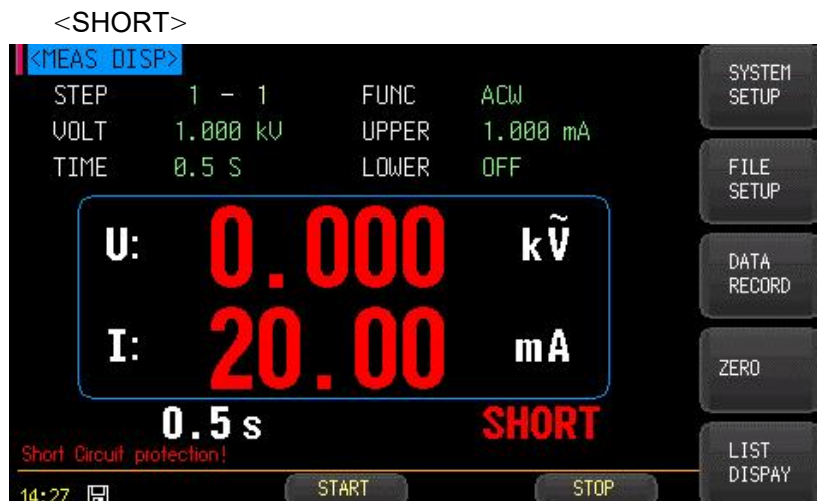 <SHORT>
<MEAS DISP>
STEP 1 - 1 FUNC ACW
VOLT 1.000 kV UPPER 1.000 mA
TIME 0.5 S LOWER OFF
U: 0.000 kṼ
I: 20.00 mA
0.5 s SHORT
Short Circuit protection!
14:27 START STOP
SYSTEM
SETUP
FILE
SETUP
DATA
RECORD
ZERO
LIST
DISPAY